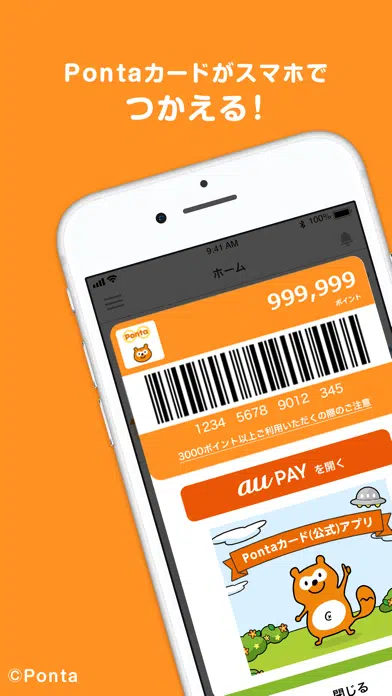 Pontaカードがスマホで
つかえる!
9:41 AM
100%
ホーム
999,999
ポイント
Ponta
1234 5678 9012 345
3000ポイント以上ご利用いただくの際のご注意
au PAY を開く
Pontaカード(公式)アプリ
閉じる
©Ponta